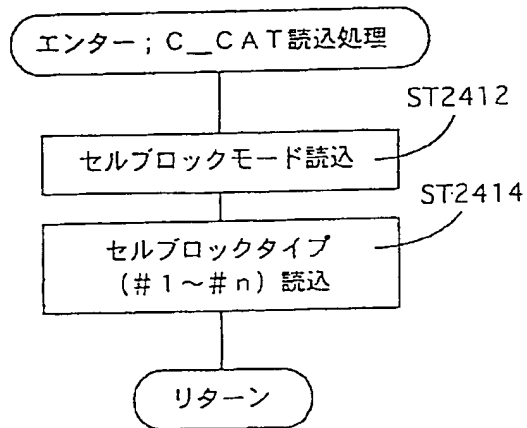 エンター；Ｃ＿ＣＡＴ読込処理
ST2412
セルブロックモード読込
ST2414
セルブロックタイプ
（＃１～＃ｎ）読込
リターン